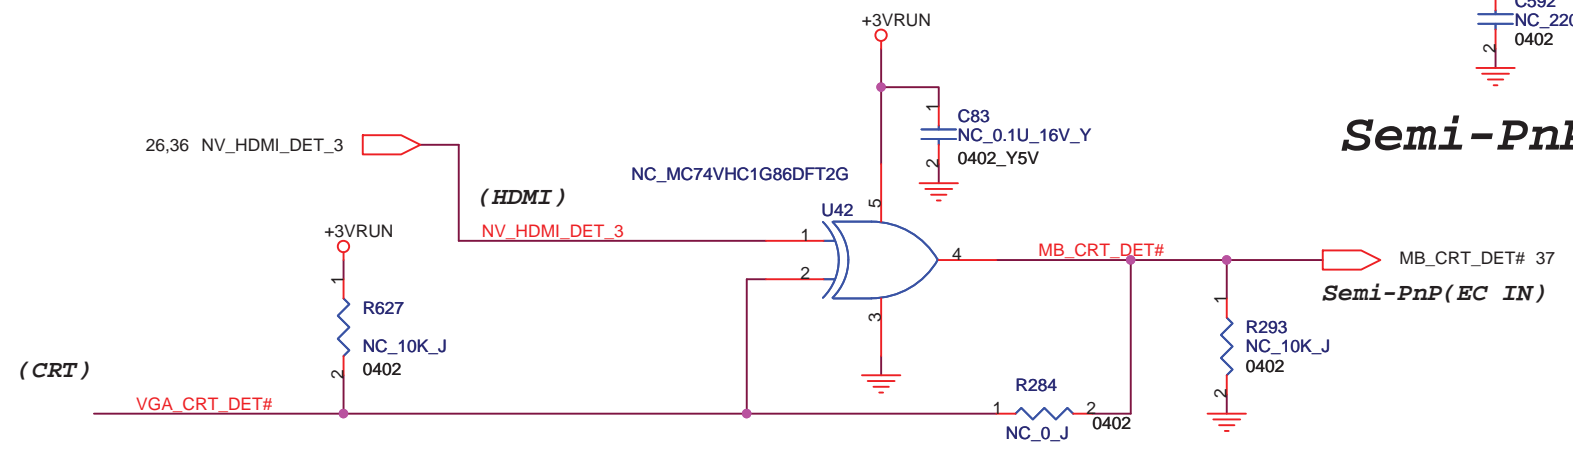 C592
NC_220
0402
2
+3VRUN
1
C83
NC_0.1U_16V_Y
0402_Y5V
2
Semi-PnP
26,36 NV_HDMI_DET_3
NC_MC74VHC1G86DFT2G
(HDMI)
U42
5
NV_HDMI_DET_3
1
2
3
4
MB_CRT_DET#
MB_CRT_DET# 37
Semi-PnP(EC IN)
+3VRUN
1
R627
NC_10K_J
0402
2
1
R293
NC_10K_J
0402
2
(CRT)
VGA_CRT_DET#
R284
1
2
0402
NC_0_J